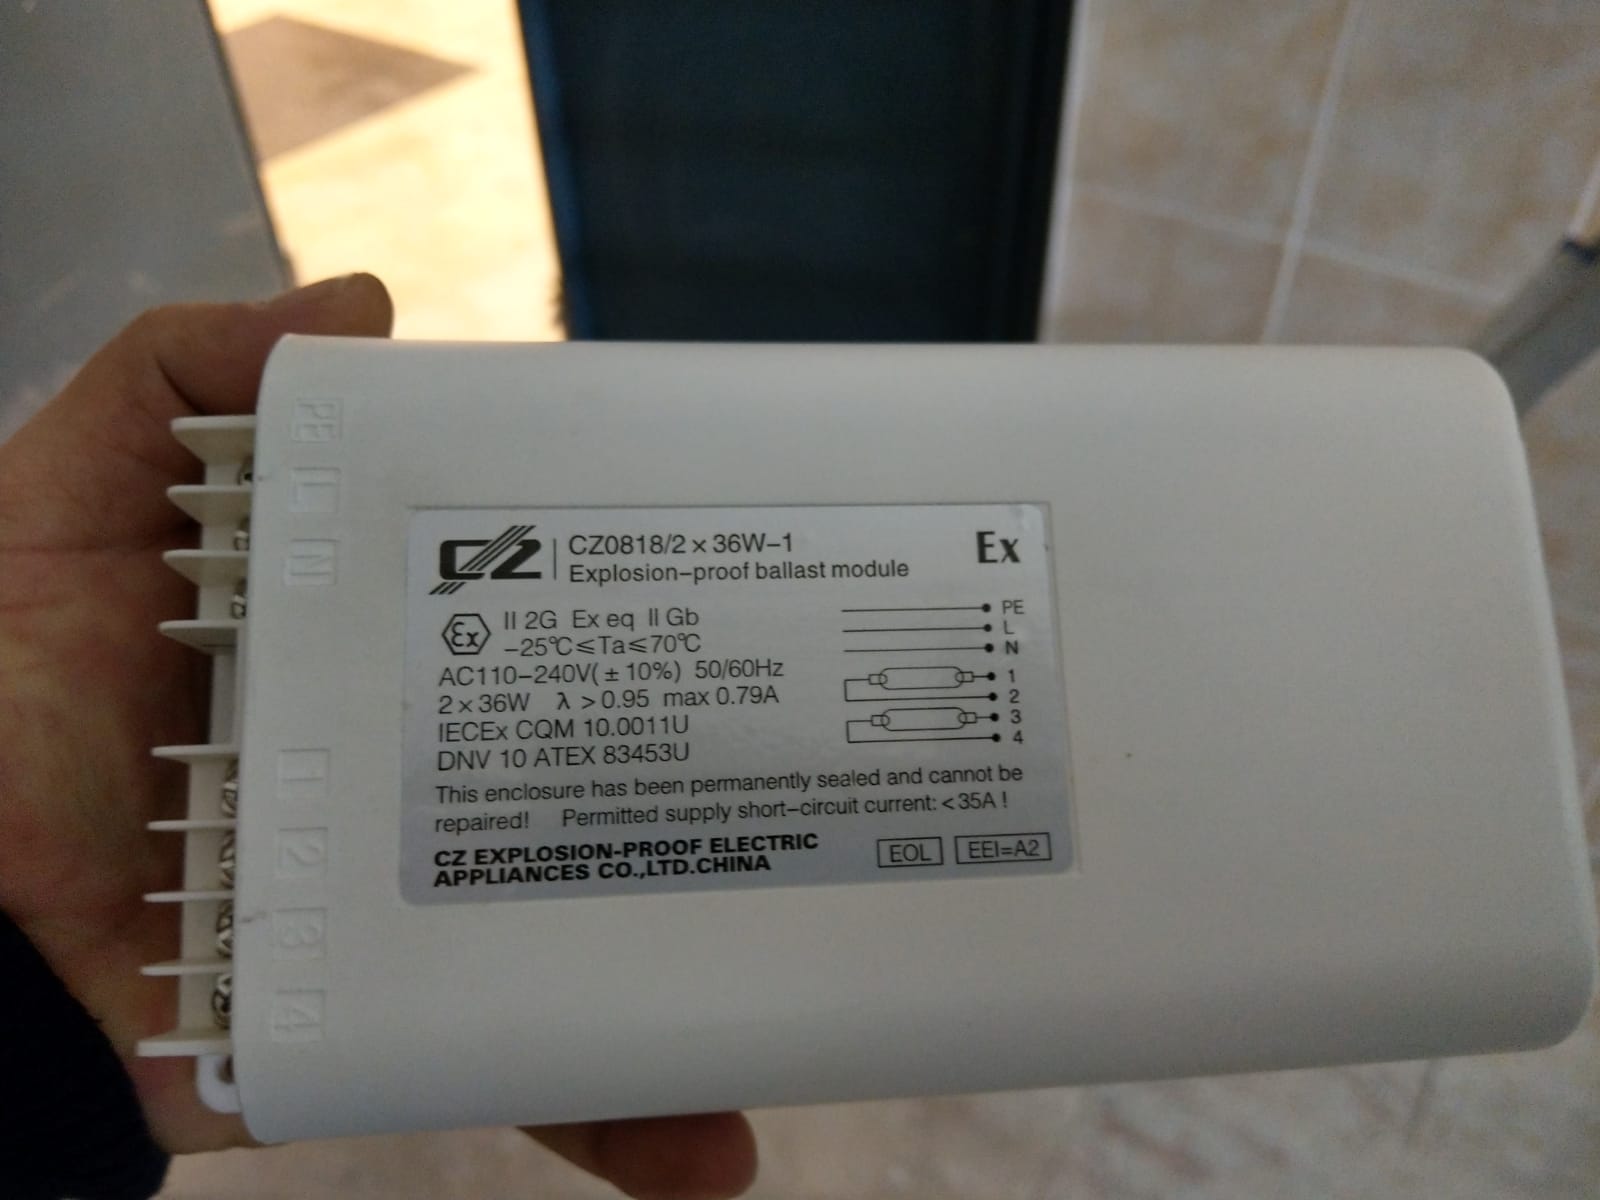 PE
L
N
1
2
3
4
CZ
CZ0818/2×36W-1
Explosion-proof ballast module
Ex
Ex
II 2G Ex eq II Gb
-25℃≤Ta≤70℃
AC110-240V(±10%) 50/60Hz
2×36W λ>0.95 max 0.79A
IECEx CQM 10.0011U
DNV 10 ATEX 83453U
PE
L
N
1
2
3
4
This enclosure has been permanently sealed and cannot be
repaired! Permitted supply short-circuit current: <35A !
CZ EXPLOSION-PROOF ELECTRIC
APPLIANCES CO.,LTD.CHINA
EOL
EEI=A2